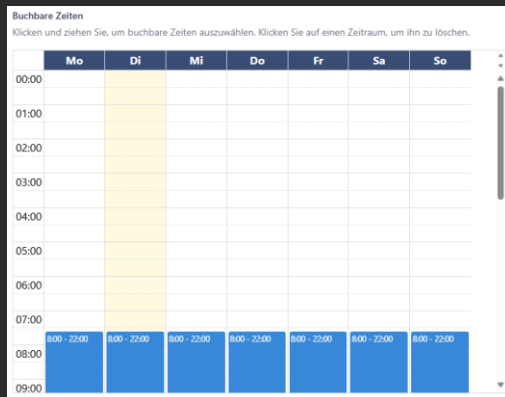 Buchbare Zeiten
Klicken und ziehen Sie, um buchbare Zeiten auszuwählen. Klicken Sie auf einen Zeitraum, um ihn zu löschen.
Mo Di Mi Do Fr Sa So
00:00
01:00
02:00
03:00
04:00
05:00
06:00
07:00
8:00 - 22:00 8:00 - 22:00 8:00 - 22:00 8:00 - 22:00 8:00 - 22:00 8:00 - 22:00 8:00 - 22:00
08:00
09:00